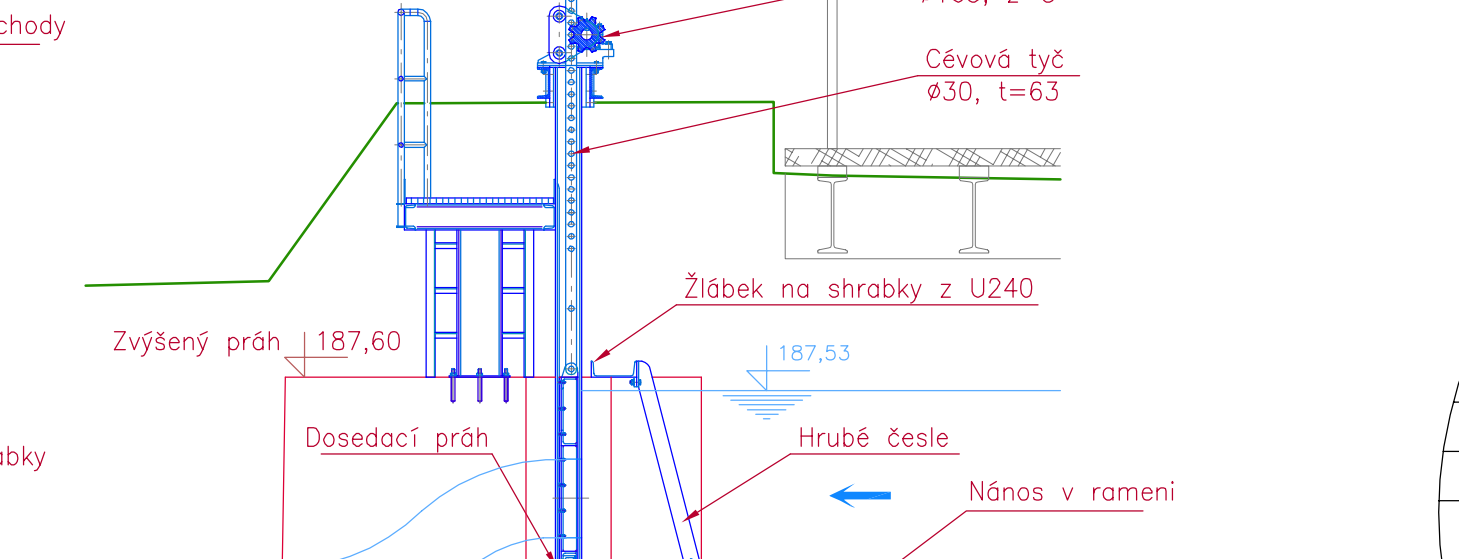 chody
Cévová tyč
ø30, t=63
Žlábek na shrabky z U240
Zvýšený práh
187,60
187,53
Dosedací práh
Hrubé česle
Nános v rameni